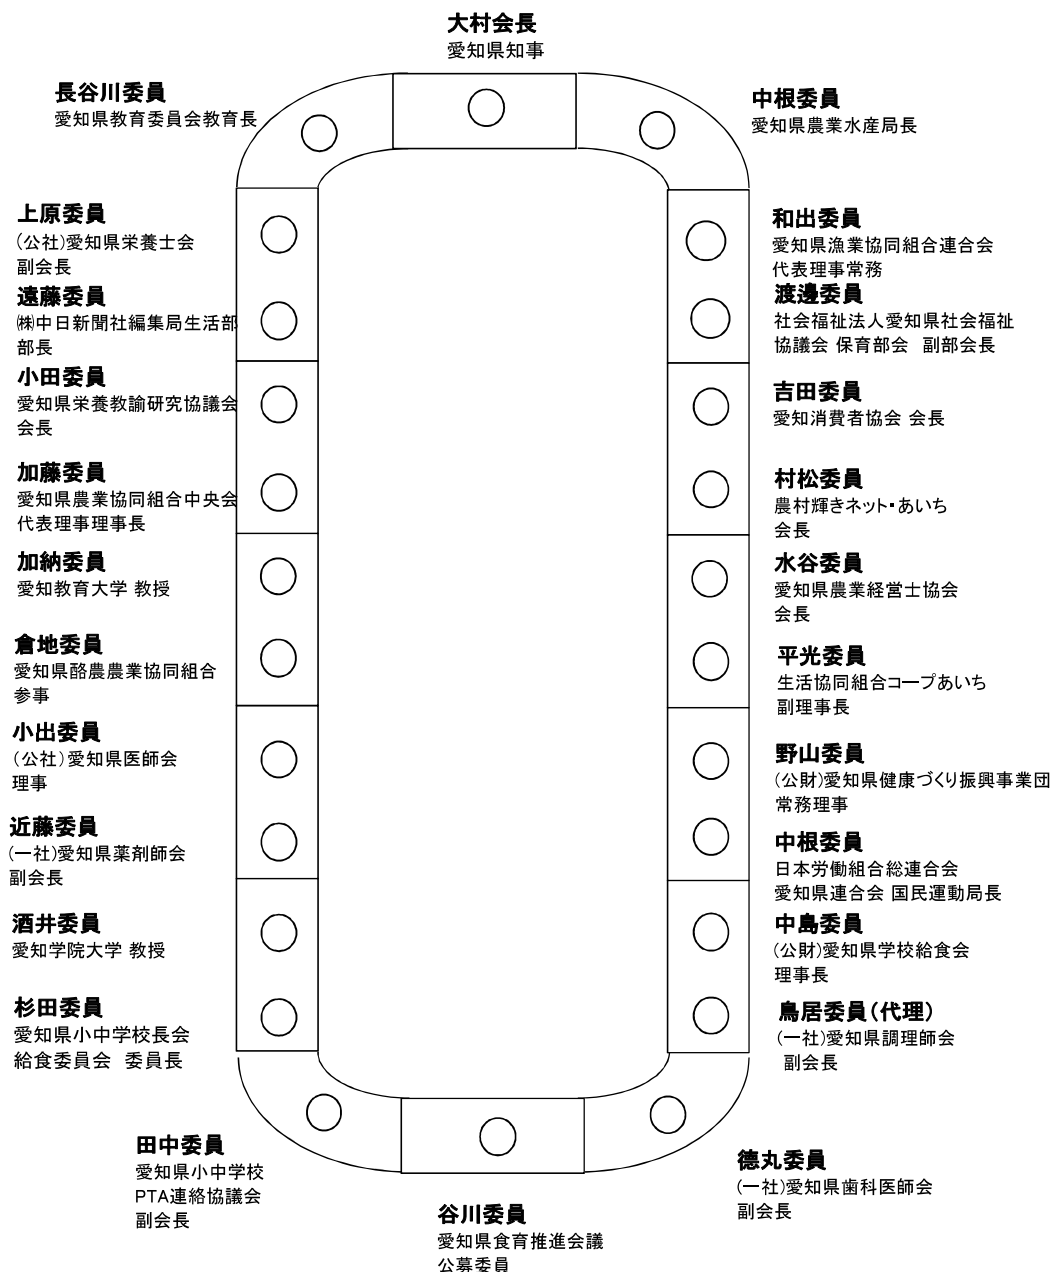 大村会長
愛知県知事
長谷川委員
愛知県教育委員会教育長
中根委員
愛知県農業水産局長
上原委員
(公社)愛知県栄養士会
副会長
遠藤委員
㈱中日新聞社編集局生活部
部長
小田委員
愛知県栄養教諭研究協議会
会長
加藤委員
愛知県農業協同組合中央会
代表理事理事長
加納委員
愛知教育大学 教授
倉地委員
愛知県酪農農業協同組合
参事
小出委員
(公社)愛知県医師会
理事
近藤委員
(一社)愛知県薬剤師会
副会長
酒井委員
愛知学院大学 教授
杉田委員
愛知県小中学校長会
給食委員会 委員長
和出委員
愛知県漁業協同組合連合会
代表理事常務
渡邊委員
社会福祉法人愛知県社会福祉
協議会 保育部会 副部会長
吉田委員
愛知消費者協会 会長
村松委員
農村輝きネット・あいち
会長
水谷委員
愛知県農業経営士協会
会長
平光委員
生活協同組合コープあいち
副理事長
野山委員
(公財)愛知県健康づくり振興事業団
常務理事
中根委員
日本労働組合総連合会
愛知県連合会 国民運動局長
中島委員
(公財)愛知県学校給食会
理事長
鳥居委員(代理)
(一社)愛知県調理師会
副会長
田中委員
愛知県小中学校
PTA連絡協議会
副会長
谷川委員
愛知県食育推進会議
公募委員
徳丸委員
(一社)愛知県歯科医師会
副会長